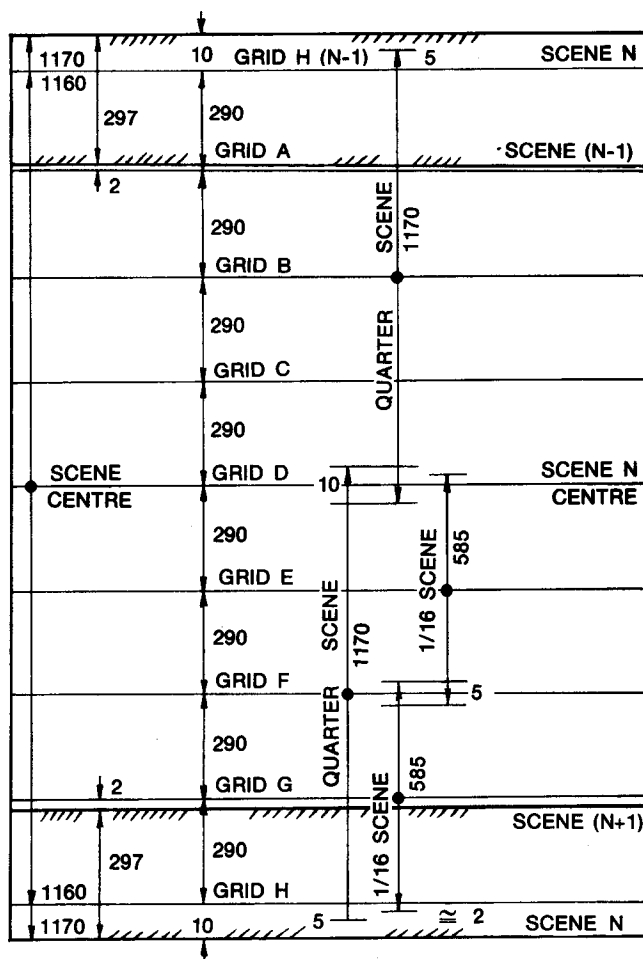 1170 10 GRID H (N-1) 5 SCENE N
1160
297 290
GRID A SCENE (N-1)
2
290 SCENE 1170
GRID B
290
GRID C QUARTER
290
SCENE GRID D 10 SCENE N
CENTRE CENTRE
290 585
GRID E SCENE 1/16 SCENE
290 1170
GRID F 5
290 QUARTER
2 585
GRID G
SCENE (N+1)
297 290 1/16 SCENE
1160 GRID H
≅ 2
1170 10 5 SCENE N